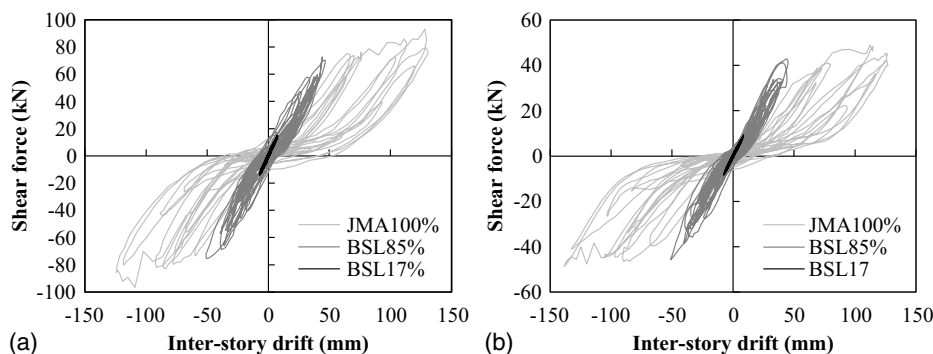 100
80
60
40
20
0
-20
-40
-60
-80
-100
-150 -100 -50 0 50 100 150
Shear force (kN)
Inter-story drift (mm)
JMA100%
BSL85%
BSL17%
(a)
60
40
20
0
-20
-40
-60
-150 -100 -50 0 50 100 150
Shear force (kN)
Inter-story drift (mm)
JMA100%
BSL85%
BSL17
(b)